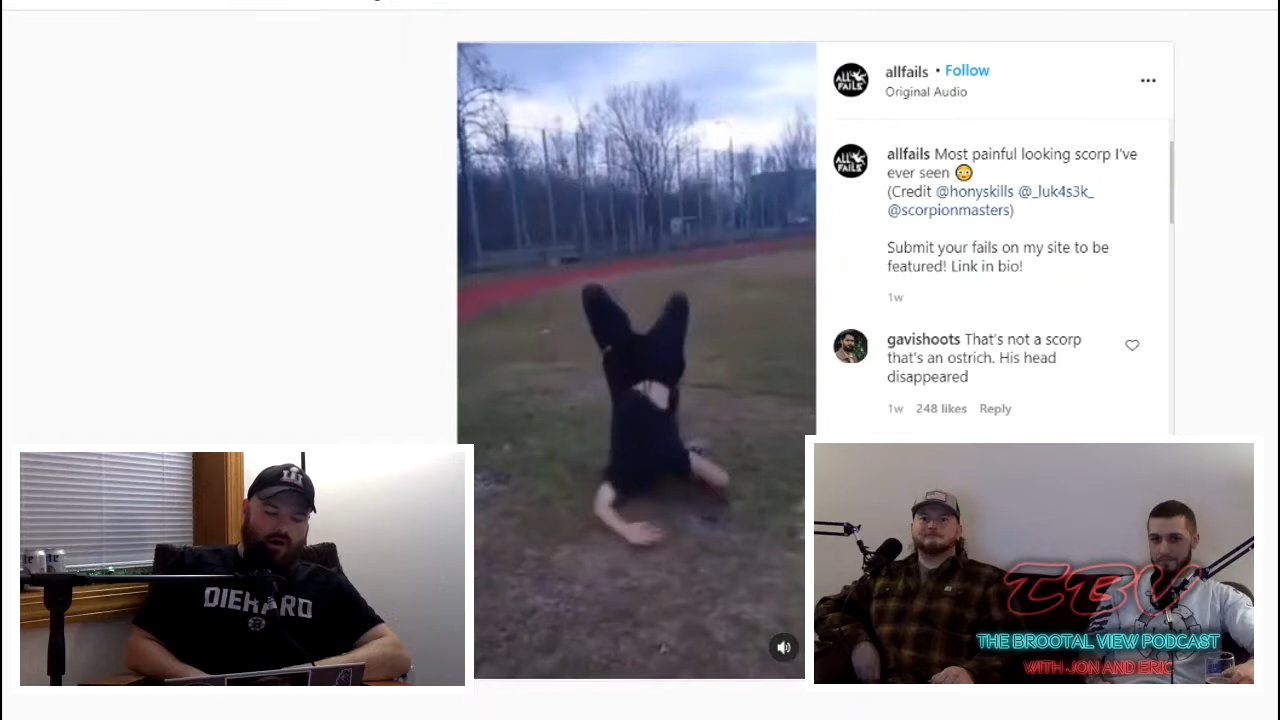 allfails • Follow
Original Audio
ALL FAILS
allfails Most painful looking scorp I've
ever seen 😳
(Credit @honyskills @_luk4s3k_
@scorpionmasters)
Submit your fails on my site to be
featured! Link in bio!
1w
gavishoots That's not a scorp
that's an ostrich. His head
disappeared
1w 248 likes Reply
DIEHARD
TBV
THE BROOTAL VIEW PODCAST
WITH JON AND ERIC